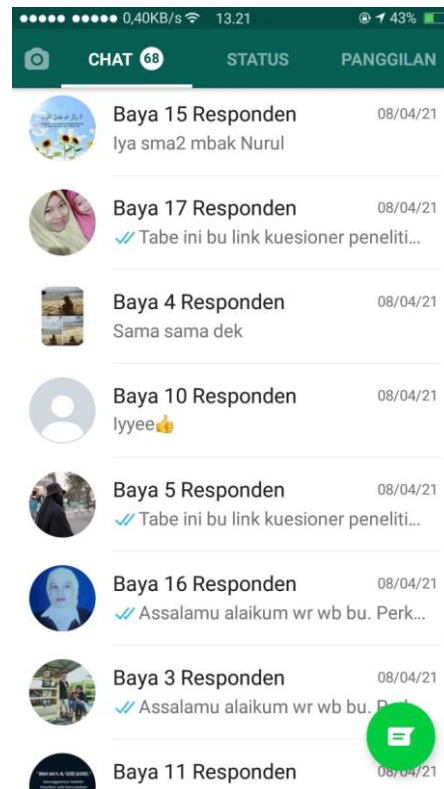 0,40KB/s 13.21 43%
CHAT 68 STATUS PANGGILAN
Baya 15 Responden 08/04/21
Iya sma2 mbak Nurul
Baya 17 Responden 08/04/21
Tabe ini bu link kuesioner peneliti...
Baya 4 Responden 08/04/21
Sama sama dek
Baya 10 Responden 08/04/21
Iyyee👍
Baya 5 Responden 08/04/21
Tabe ini bu link kuesioner peneliti...
Baya 16 Responden 08/04/21
Assalamu alaikum wr wb bu. Perk...
Baya 3 Responden 08/04/21
Assalamu alaikum wr wb bu.
Baya 11 Responden 08/04/21